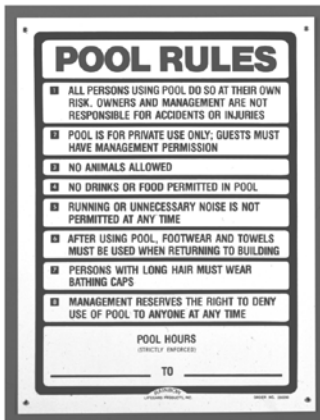 POOL RULES
1 ALL PERSONS USING POOL DO SO AT THEIR OWN
RISK. OWNERS AND MANAGEMENT ARE NOT
RESPONSIBLE FOR ACCIDENTS OR INJURIES
2 POOL IS FOR PRIVATE USE ONLY; GUESTS MUST
HAVE MANAGEMENT PERMISSION
3 NO ANIMALS ALLOWED
4 NO DRINKS OR FOOD PERMITTED IN POOL
5 RUNNING OR UNNECESSARY NOISE IS NOT
PERMITTED AT ANY TIME
6 AFTER USING POOL, FOOTWEAR AND TOWELS
MUST BE USED WHEN RETURNING TO BUILDING
7 PERSONS WITH LONG HAIR MUST WEAR
BATHING CAPS
8 MANAGEMENT RESERVES THE RIGHT TO DENY
USE OF POOL TO ANYONE AT ANY TIME
POOL HOURS
(STRICTLY ENFORCED)
TO
PRODUCTS, INC.